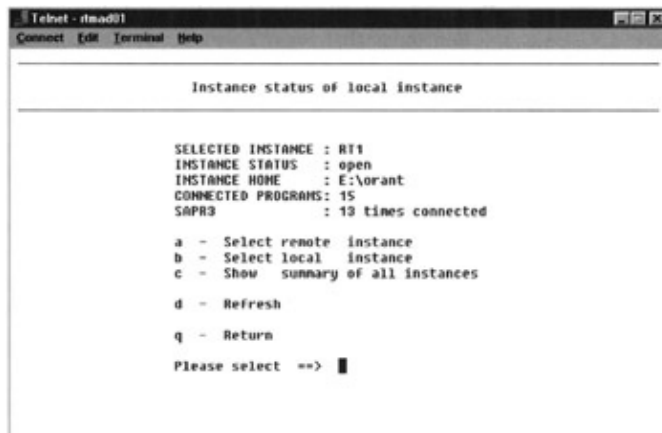 Telnet - rtmad01
Connect Edit Terminal Help
Instance status of local instance
SELECTED INSTANCE : RT1
INSTANCE STATUS : open
INSTANCE HOME : E:\orant
CONNECTED PROGRAMS: 15
SAPR3 : 13 times connected
a - Select remote instance
b - Select local instance
c - Show summary of all instances
d - Refresh
q - Return
Please select ==>